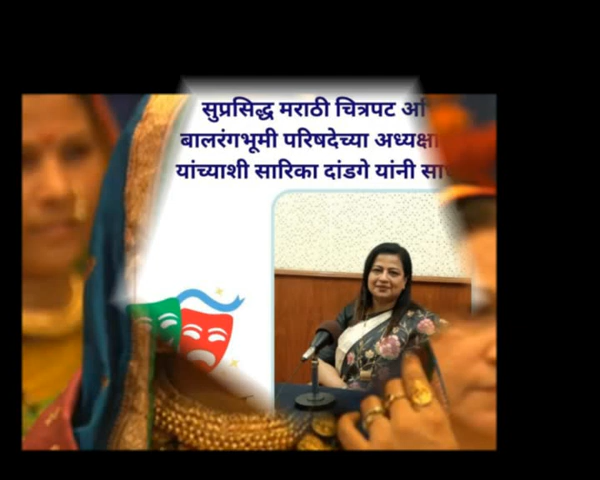 सुप्रसिद्ध मराठी चित्रपट
बालरंगभूमी परिषदेच्या अध्यक्षा
यांच्याशी सारिका दांडगे यांनी